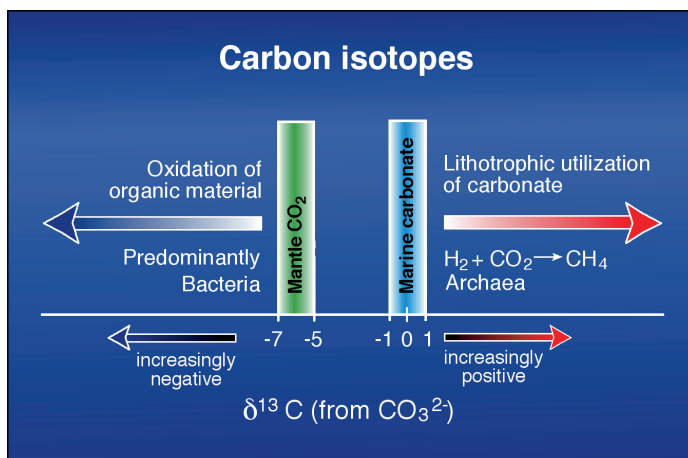 Carbon isotopes
Oxidation of
organic material
Predominantly
Bacteria
Mantle CO₂
Marine carbonate
Lithotrophic utilization
of carbonate
H₂ + CO₂ → CH₄
Archaea
-7 -5 -1 0 1
increasingly
negative
increasingly
positive
δ¹³ C (from CO₃²⁻)